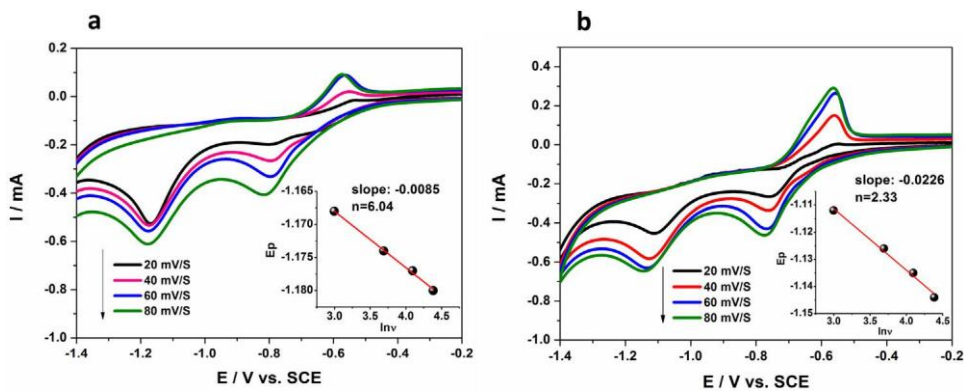 a
I / mA
0.2
0.0
-0.2
-0.4
-0.6
-0.8
-1.0
-1.4
-1.2
-1.0
-0.8
-0.6
-0.4
-0.2
E / V vs. SCE
20 mV/S
40 mV/S
60 mV/S
80 mV/S
slope: -0.0085
n=6.04
Ep
-1.165
-1.170
-1.175
-1.180
3.0
3.5
4.0
4.5
lnν
b
I / mA
0.4
0.2
0.0
-0.2
-0.4
-0.6
-0.8
-1.0
-1.4
-1.2
-1.0
-0.8
-0.6
-0.4
-0.2
E / V vs. SCE
20 mV/S
40 mV/S
60 mV/S
80 mV/S
slope: -0.0226
n=2.33
Ep
-1.11
-1.12
-1.13
-1.14
-1.15
3.0
3.5
4.0
4.5
lnν